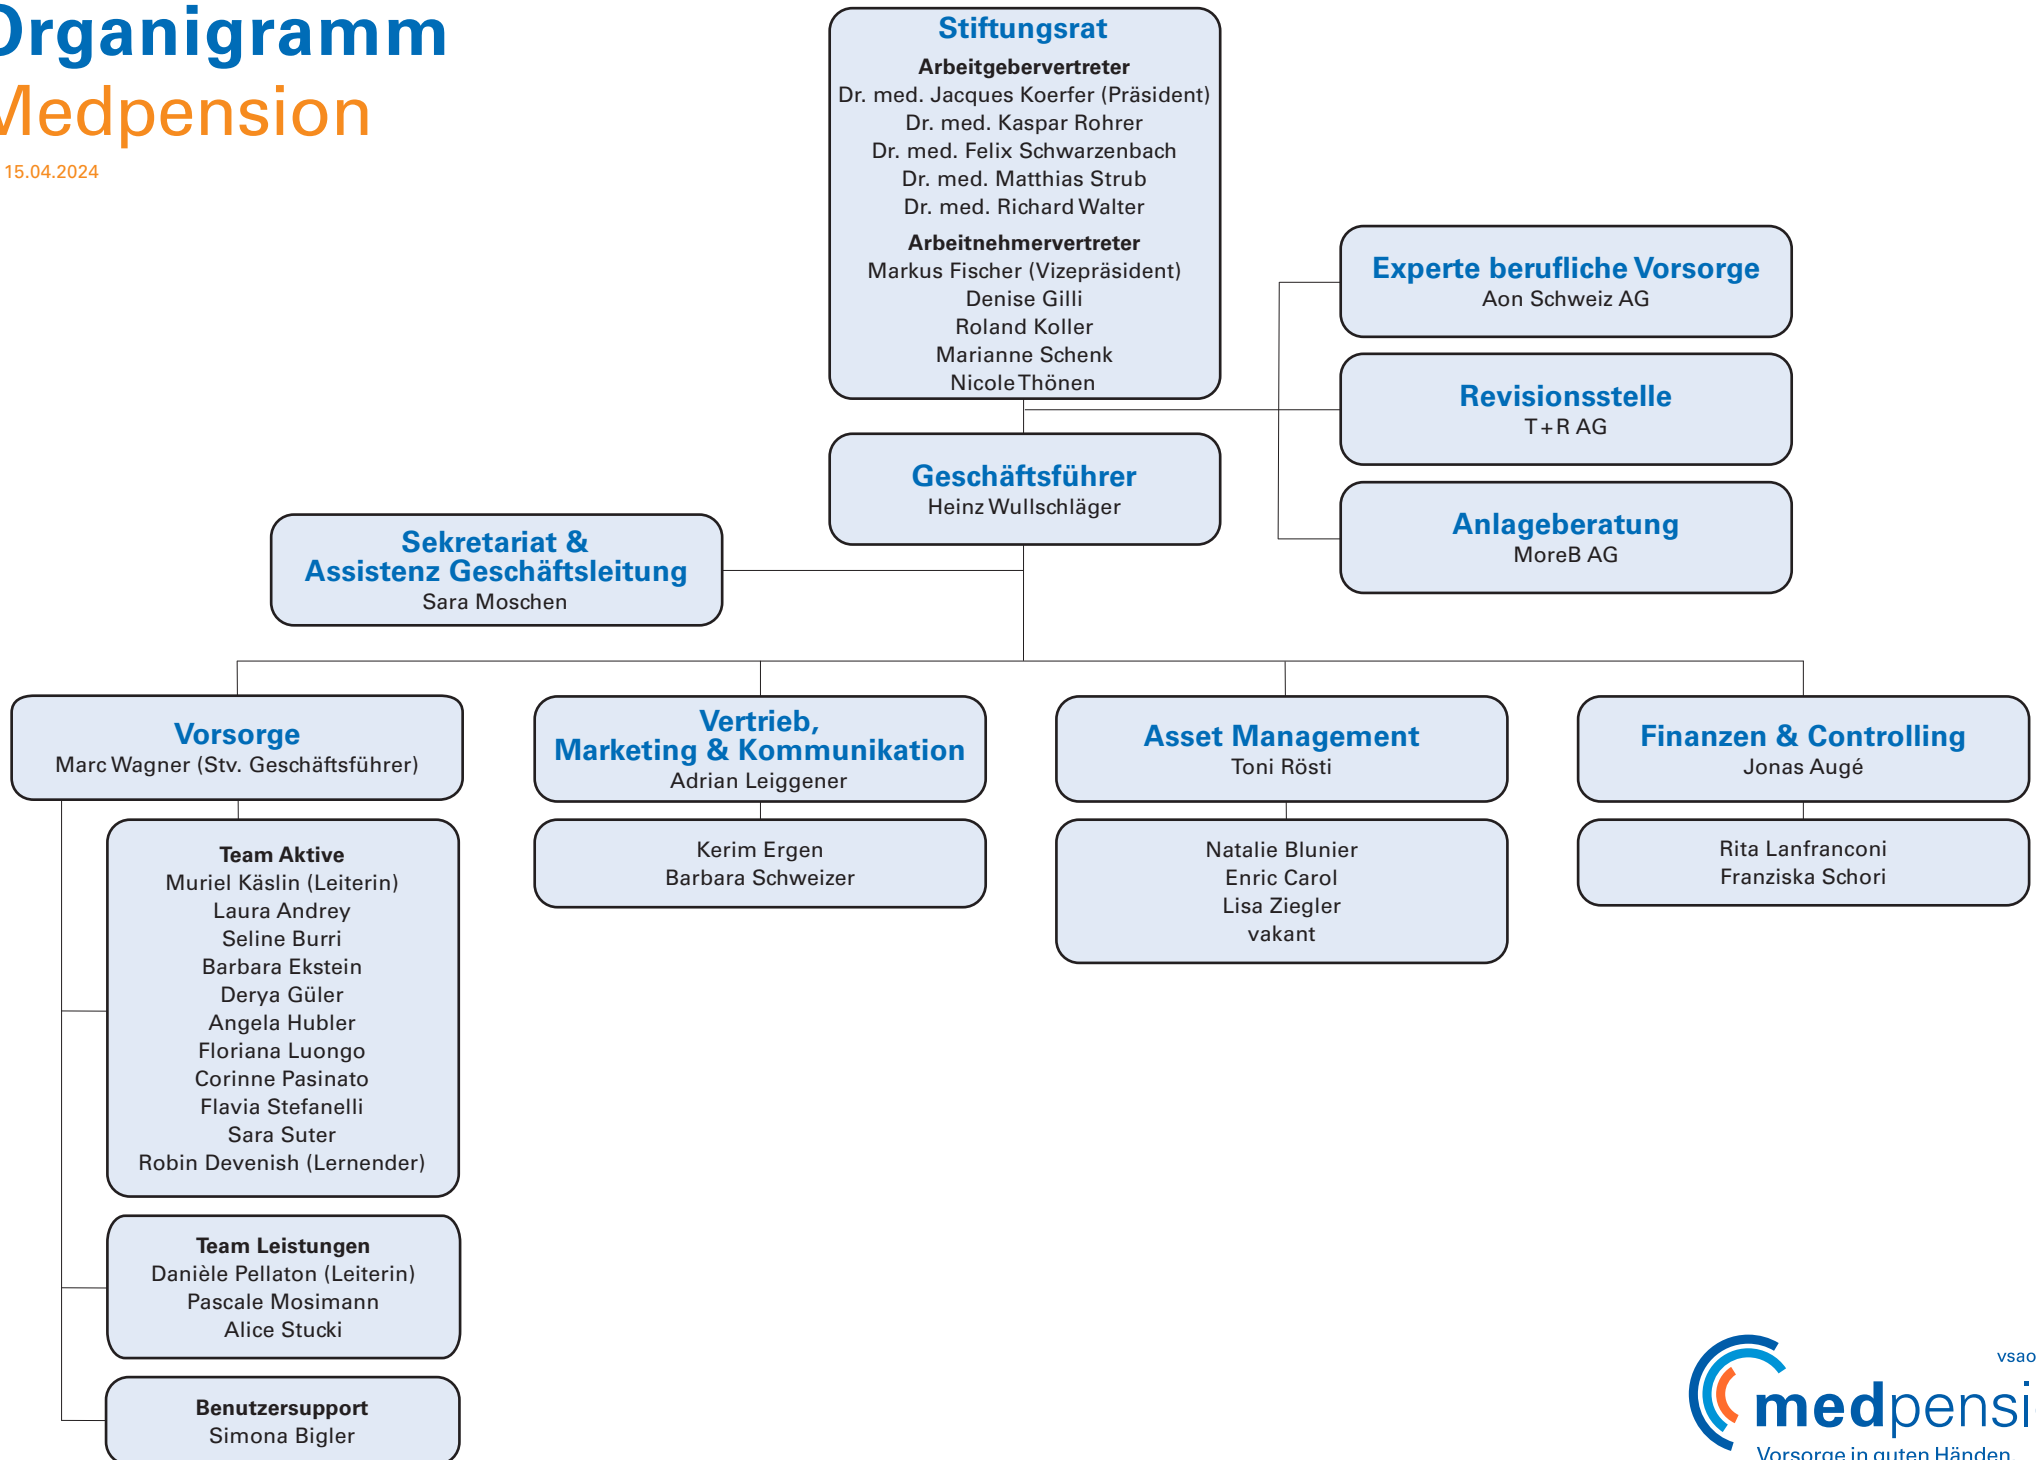 Organigramm
Medpension
15.04.2024
Stiftungsrat
Arbeitgebervertreter
Dr. med. Jacques Koerfer (Präsident)
Dr. med. Kaspar Rohrer
Dr. med. Felix Schwarzenbach
Dr. med. Matthias Strub
Dr. med. Richard Walter
Arbeitnehmervertreter
Markus Fischer (Vizepräsident)
Denise Gilli
Roland Koller
Marianne Schenk
Nicole Thönen
Experte berufliche Vorsorge
Aon Schweiz AG
Revisionsstelle
T+R AG
Anlageberatung
MoreB AG
Geschäftsführer
Heinz Wullschläger
Sekretariat &
Assistenz Geschäftsleitung
Sara Moschen
Vorsorge
Marc Wagner (Stv. Geschäftsführer)
Team Aktive
Muriel Käslin (Leiterin)
Laura Andrey
Seline Burri
Barbara Ekstein
Derya Güler
Angela Hubler
Floriana Luongo
Corinne Pasinato
Flavia Stefanelli
Sara Suter
Robin Devenish (Lernender)
Team Leistungen
Danièle Pellaton (Leiterin)
Pascale Mosimann
Alice Stucki
Benutzersupport
Simona Bigler
Vertrieb,
Marketing & Kommunikation
Adrian Leiggener
Kerim Ergen
Barbara Schweizer
Asset Management
Toni Rösti
Natalie Blunier
Enric Carol
Lisa Ziegler
vakant
Finanzen & Controlling
Jonas Augé
Rita Lanfranconi
Franziska Schori
vsao
medpensi
Vorsorge in guten Händen.